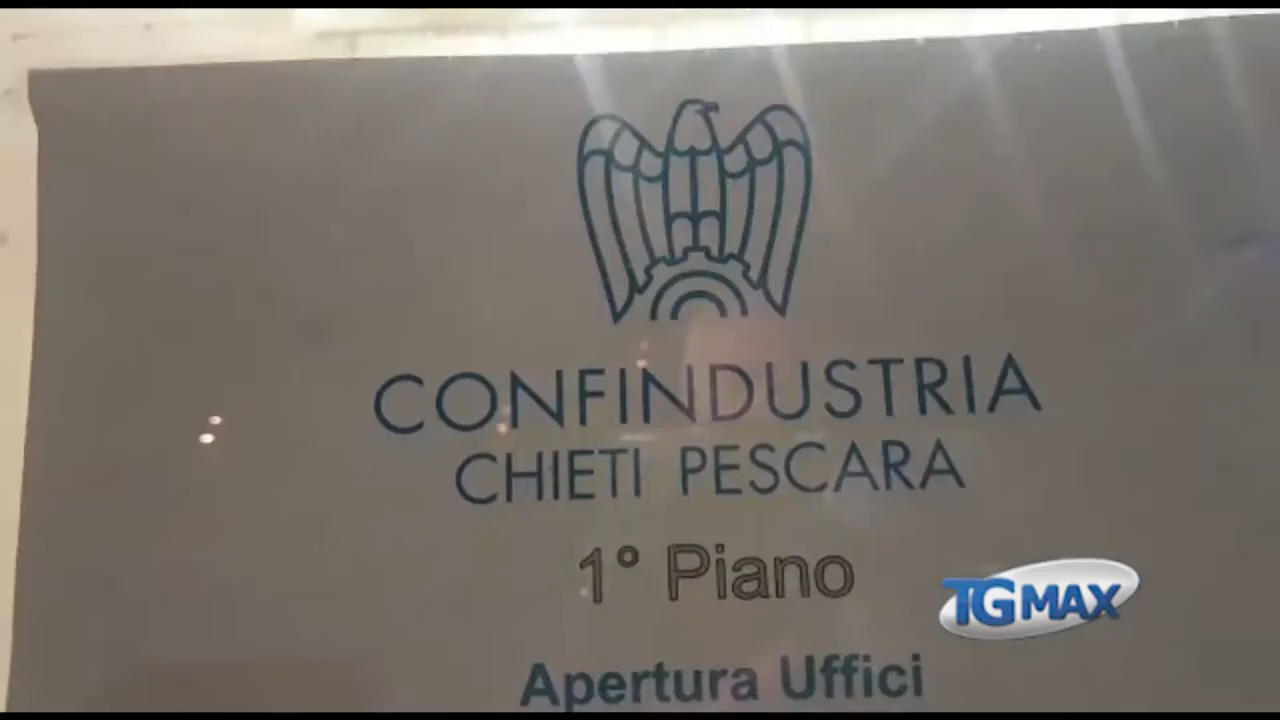 CONFINDUSTRIA
CHIETI PESCARA
1° Piano
TGMAX
Apertura Uffici